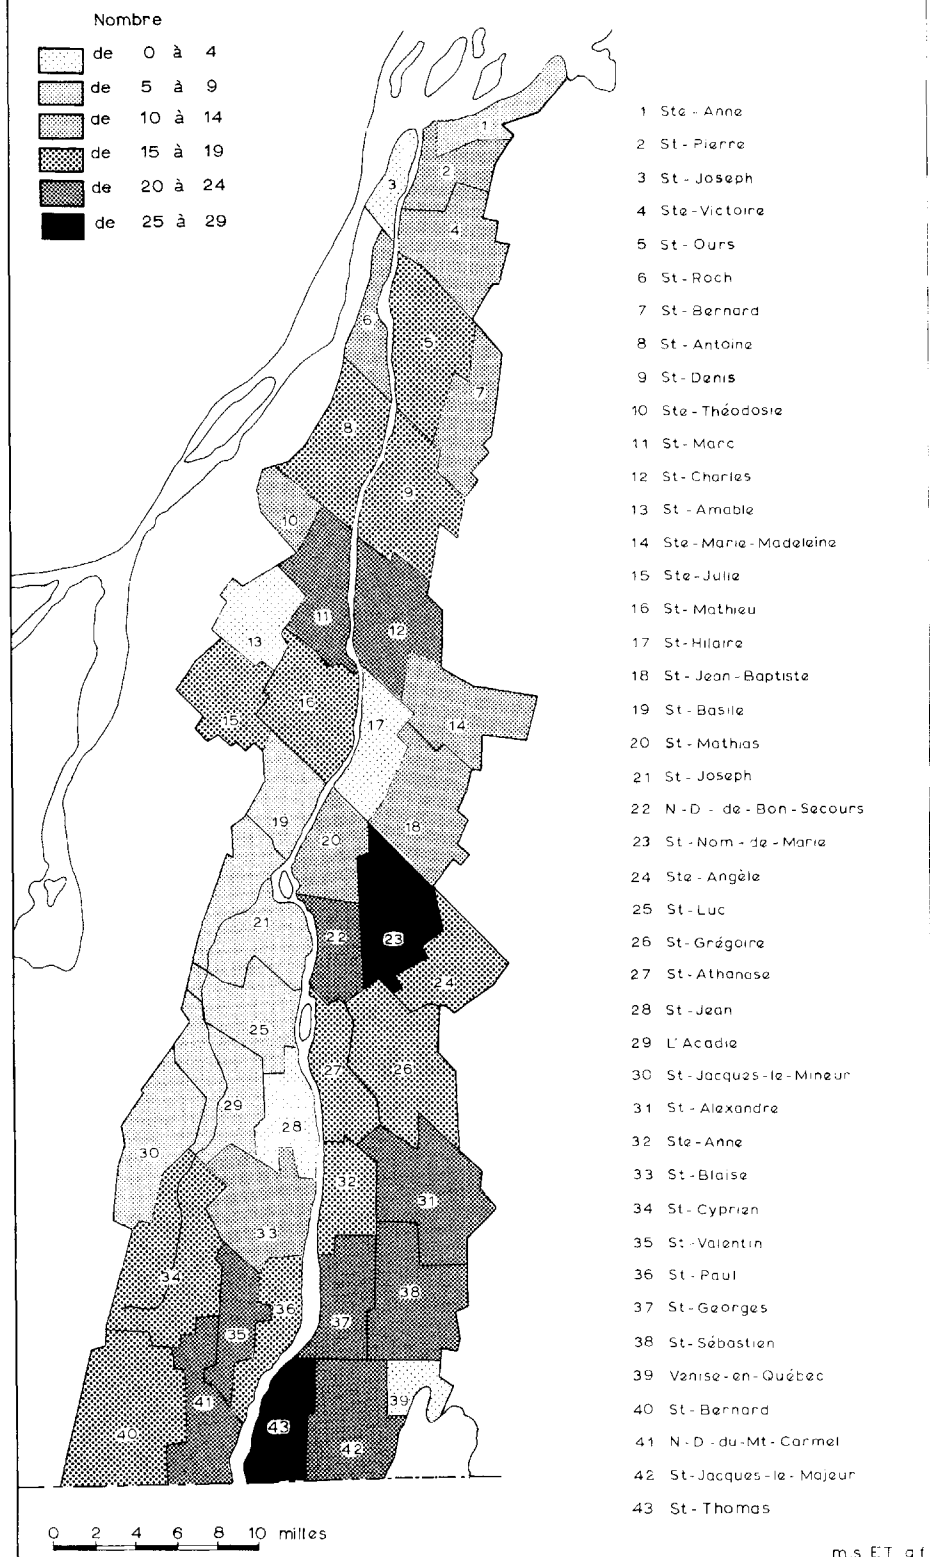 Nombre
de 0 à 4
de 5 à 9
de 10 à 14
de 15 à 19
de 20 à 24
de 25 à 29
1 Ste-Anne
2 St-Pierre
3 St-Joseph
4 Ste-Victoire
5 St-Ours
6 St-Roch
7 St-Bernard
8 St-Antoine
9 St-Denis
10 Ste-Théodosie
11 St-Marc
12 St-Charles
13 St-Amable
14 Ste-Marie-Madeleine
15 Ste-Julie
16 St-Mathieu
17 St-Hilaire
18 St-Jean-Baptiste
19 St-Basile
20 St-Mathias
21 St-Joseph
22 N-D-de-Bon-Secours
23 St-Nom-de-Marie
24 Ste-Angèle
25 St-Luc
26 St-Grégoire
27 St-Athanase
28 St-Jean
29 L'Acadie
30 St-Jacques-le-Mineur
31 St-Alexandre
32 Ste-Anne
33 St-Blaise
34 St-Cyprien
35 St-Valentin
36 St-Paul
37 St-Georges
38 St-Sébastien
39 Venise-en-Québec
40 St-Bernard
41 N-D-du-Mt-Carmel
42 St-Jacques-le-Majeur
43 St-Thomas
1
2
3
4
5
6
7
8
9
10
11
12
13
14
15
16
17
18
19
20
21
22
23
24
25
26
27
28
29
30
31
32
33
34
35
36
37
38
39
40
41
42
43
0 2 4 6 8 10 milles
m.s. ET g.f.